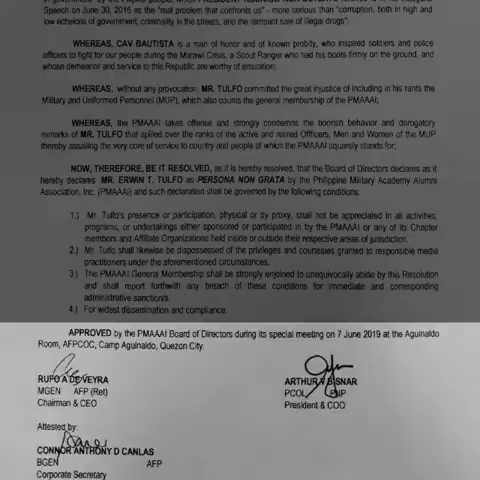 Speech on June 30, 2016 as the "real problem that confronts us" – more serious than "corruption, both in high
and low echelons of government, criminality in the streets, and the rampant sale of illegal drugs".
WHEREAS, CAV BAUTISTA is a man of honor and of known probity, who inspired soldiers and police
officers to fight for our people during the Marawi Crisis, a Scout Ranger who had his boots firmly on the ground, and
whose demeanor and service to this Republic are worthy of emulation;
WHEREAS, without any provocation, MR. TULFO committed the great injustice of including in his rants the
Military and Uniformed Personnel (MUP), which also counts the general membership of the PMAAAI;
WHEREAS, the PMAAAI takes offense and strongly condemns the boorish behavior and derogatory
remarks of MR. TULFO that spilled over the ranks of the active and retired Officers, Men and Women of the MUP
thereby assailing the very core of service to country and people of which the PMAAAI squarely stands for;
NOW, THEREFORE, BE IT RESOLVED, as it is hereby resolved, that the Board of Directors declares as it
hereby declares MR. ERWIN T. TULFO as PERSONA NON GRATA by the Philippine Military Academy Alumni
Association, Inc. (PMAAAI) and such declaration shall be governed by the following conditions:
1.) Mr. Tulfo's presence or participation, physical or by proxy, shall not be appreciated in all activities,
programs, or undertakings either sponsored or participated in by the PMAAAI or any of its Chapter
members and Affiliate Organizations held inside or outside their respective areas of jurisdiction.
2.) Mr. Tulfo shall likewise be dispossessed of the privileges and courtesies granted to responsible media
practitioners under the aforementioned circumstances.
3.) The PMAAAI General Membership shall be strongly enjoined to unequivocally abide by this Resolution
and shall report forthwith any breach of these conditions for immediate and corresponding
administrative sanction/s.
4.) For widest dissemination and compliance.
APPROVED by the PMAAAI Board of Directors during its special meeting on 7 June 2019 at the Aguinaldo
Room, AFPCOC, Camp Aguinaldo, Quezon City.
RUFO A DE VEYRA
MGEN AFP (Ret)
Chairman & CEO
ARTHUR V BISNAR
PCOL PNP
President & COO
Attested by:
CONNOR ANTHONY D CANLAS
BGEN AFP
Corporate Secretary